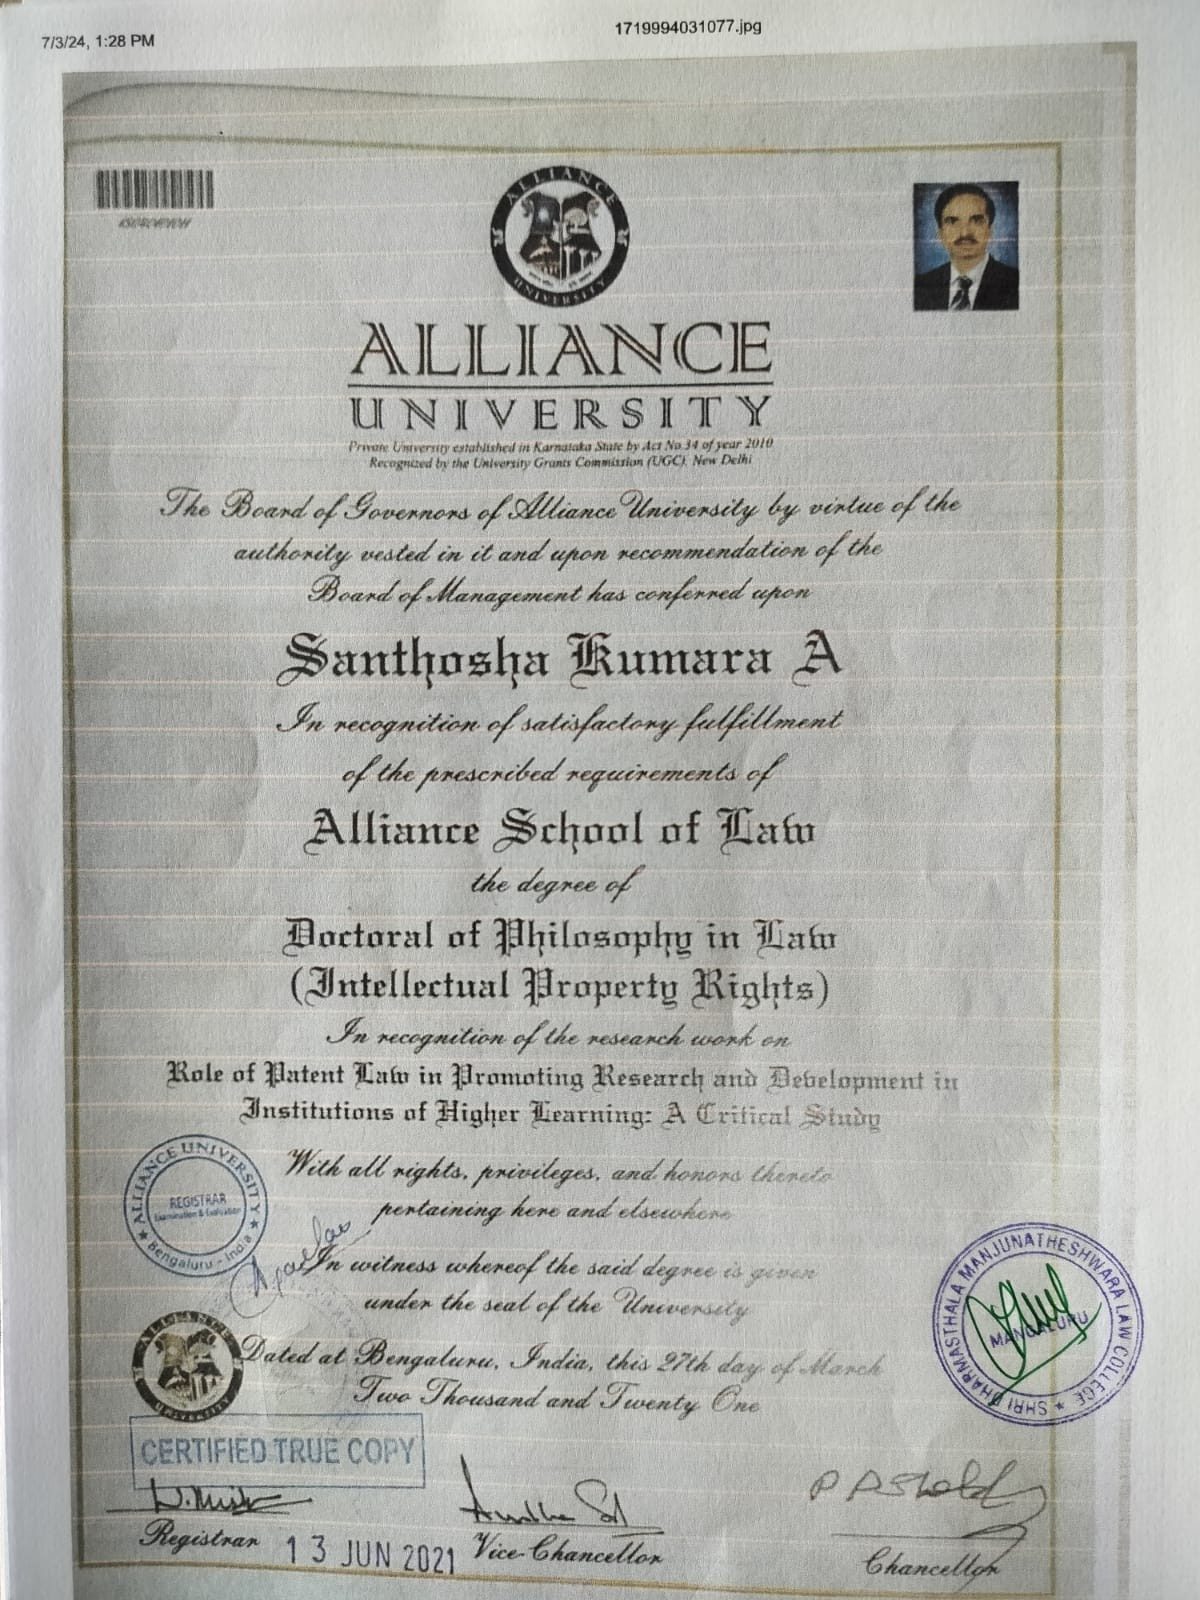 7/3/24, 1:28 PM
1719994031077.jpg
ALLIANCE
UNIVERSITY
ALLIANCE
UNIVERSITY
Private University established in Karnataka State by Act No.34 of year 2010
Recognized by the University Grants Commission (UGC), New Delhi
The Board of Governors of Alliance University by virtue of the
authority vested in it and upon recommendation of the
Board of Management has conferred upon
Santhosha Kumara A
In recognition of satisfactory fulfillment
of the prescribed requirements of
Alliance School of Law
the degree of
Doctoral of Philosophy in Law
(Intellectual Property Rights)
In recognition of the research work on
Role of Patent Law in Promoting Research and Development in
Institutions of Higher Learning: A Critical Study
With all rights, privileges, and honors thereto
pertaining here and elsewhere
ALLIANCE UNIVERSITY
REGISTRAR
Examination & Evaluation
Bengaluru - India
In witness whereof the said degree is given
under the seal of the University
SHRI DHARMASTHALA MANJUNATHESHWARA LAW COLLEGE
MANGALURU
ALLIANCE
UNIVERSITY
Dated at Bengaluru, India, this 27th day of March
Two Thousand and Twenty One
CERTIFIED TRUE COPY
Registrar
13 JUN 2021
Vice-Chancellor
Chancellor